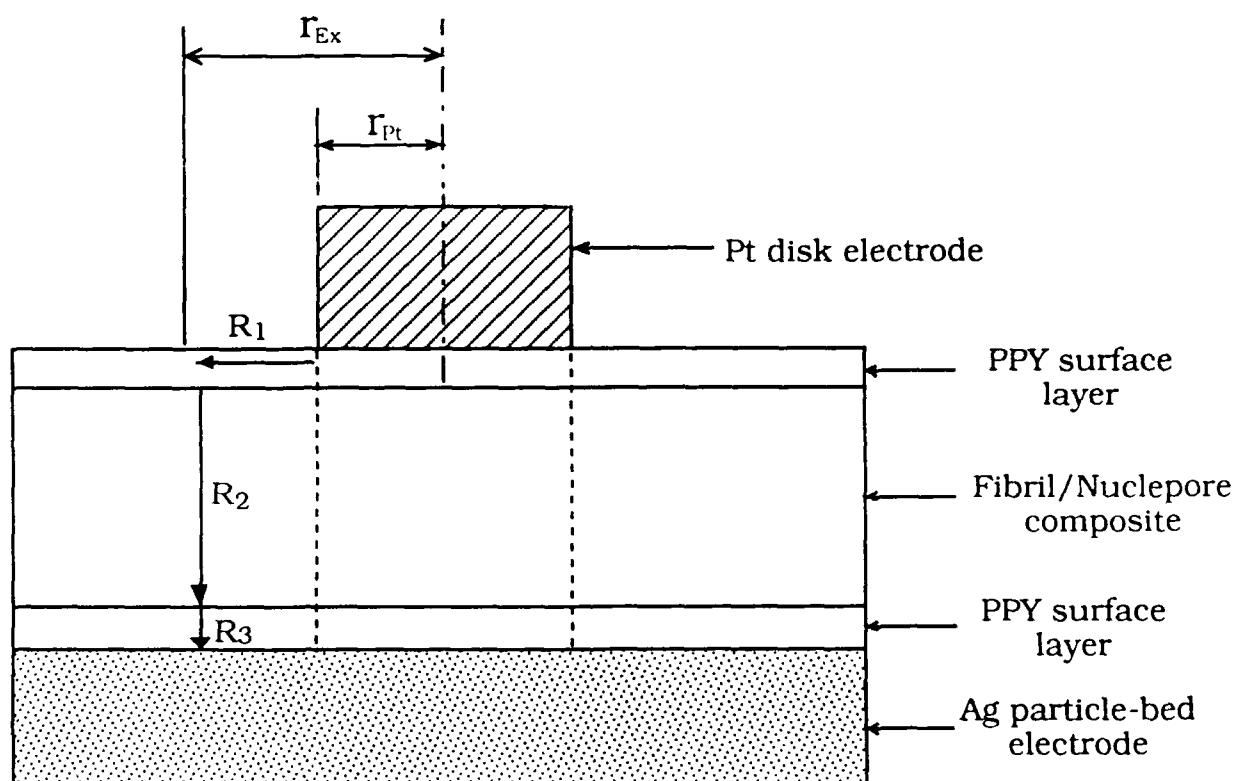 r_Ex
r_Pt
Pt disk electrode
R1
PPY surface
layer
R2
Fibril/Nuclepore
composite
R3
PPY surface
layer
Ag particle-bed
electrode